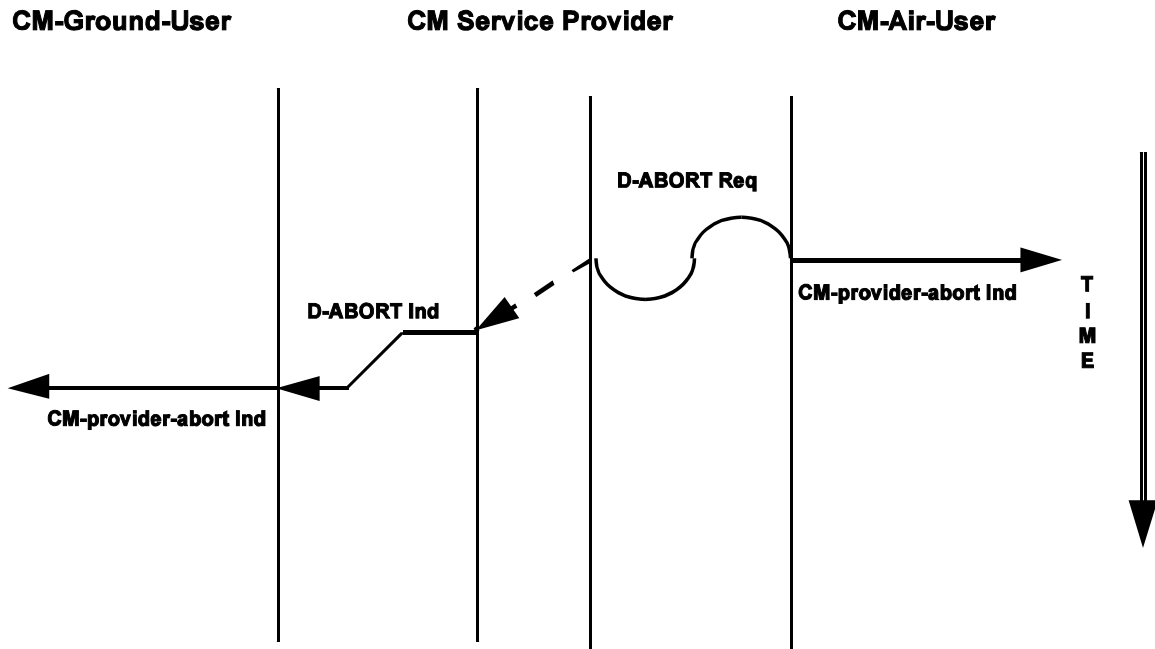 CM-Ground-User
CM Service Provider
CM-Air-User
D-ABORT Req
CM-provider-abort Ind
D-ABORT Ind
CM-provider-abort Ind
T
I
M
E